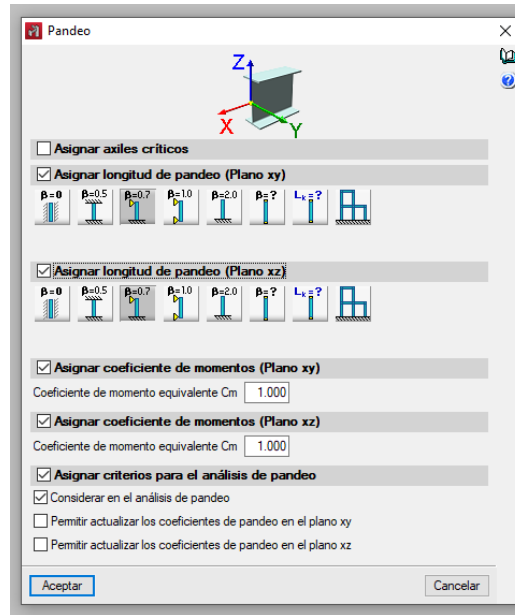 Pandeo
Z
X
Y
Asignar axiles críticos
Asignar longitud de pandeo (Plano xy)
β=0 β=0.5 β=0.7 β=1.0 β=2.0 β=? Lk=?
Asignar longitud de pandeo (Plano xz)
β=0 β=0.5 β=0.7 β=1.0 β=2.0 β=? Lk=?
Asignar coeficiente de momentos (Plano xy)
Coeficiente de momento equivalente Cm 1.000
Asignar coeficiente de momentos (Plano xz)
Coeficiente de momento equivalente Cm 1.000
Asignar criterios para el análisis de pandeo
Considerar en el análisis de pandeo
Permitir actualizar los coeficientes de pandeo en el plano xy
Permitir actualizar los coeficientes de pandeo en el plano xz
Aceptar Cancelar